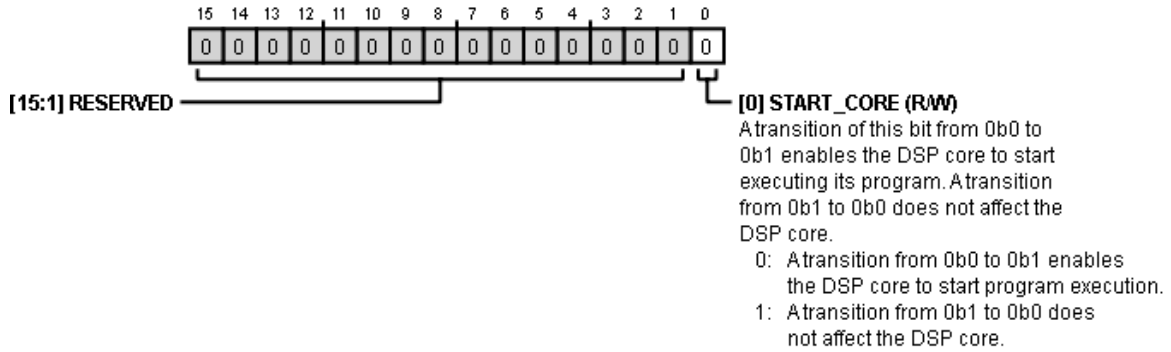 15 14 13 12 11 10 9 8 7 6 5 4 3 2 1 0
0 0 0 0 0 0 0 0 0 0 0 0 0 0 0 0
[15:1] RESERVED
[0] START_CORE (R/W)
A transition of this bit from 0b0 to
0b1 enables the DSP core to start
executing its program. A transition
from 0b1 to 0b0 does not affect the
DSP core.
0: A transition from 0b0 to 0b1 enables
the DSP core to start program execution.
1: A transition from 0b1 to 0b0 does
not affect the DSP core.